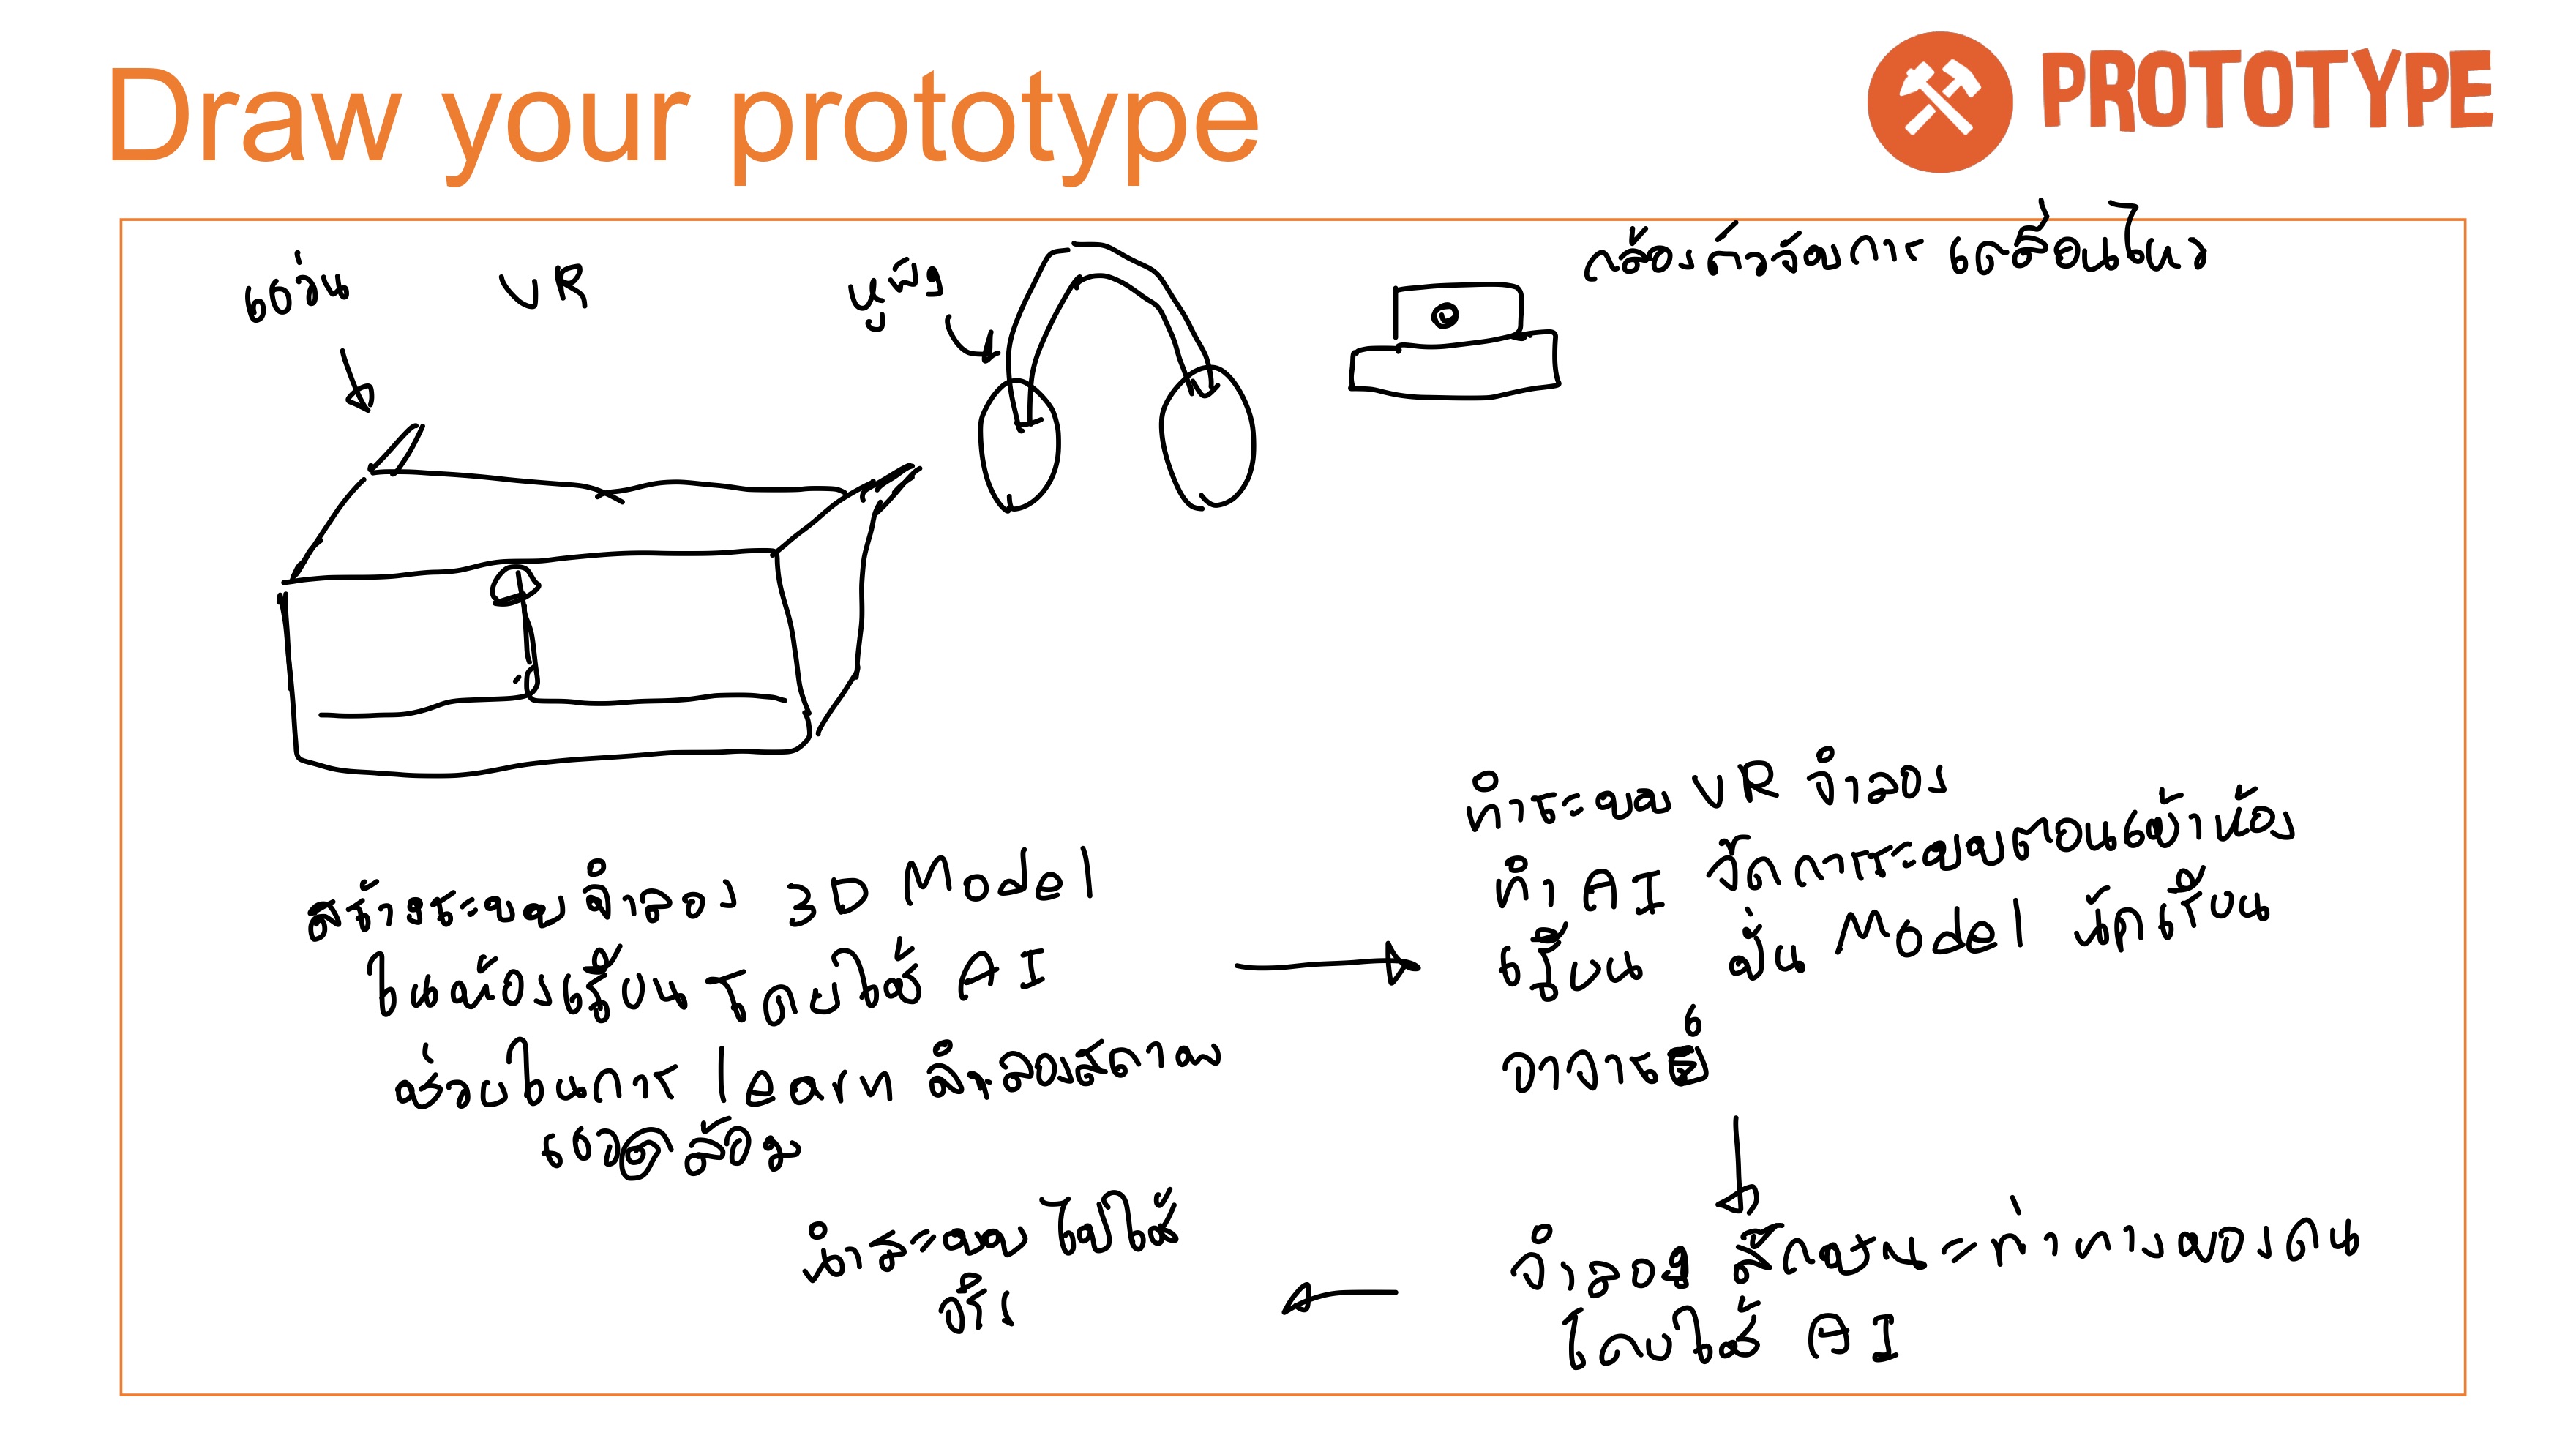 Draw your prototype
PROTOTYPE
แว่น VR
หูฟัง
กล้องตัวจับการ เคลื่อนไหว
สร้างระบบจำลอง 3D Model
ในห้องเรียน โดยใช้ AI
ช่วยในการ learn จำลองสถาพ
แวดล้อม
ทำระบบ VR จำลอง
ทำ AI จัดการระบบตอนเข้าห้อง
เรียน ปั้น Model นักเรียน
อาจารย์
จำลอง ลักษณะท่าทางของคน
โดยใช้ AI
นำระบบ ไปใช้
จริง